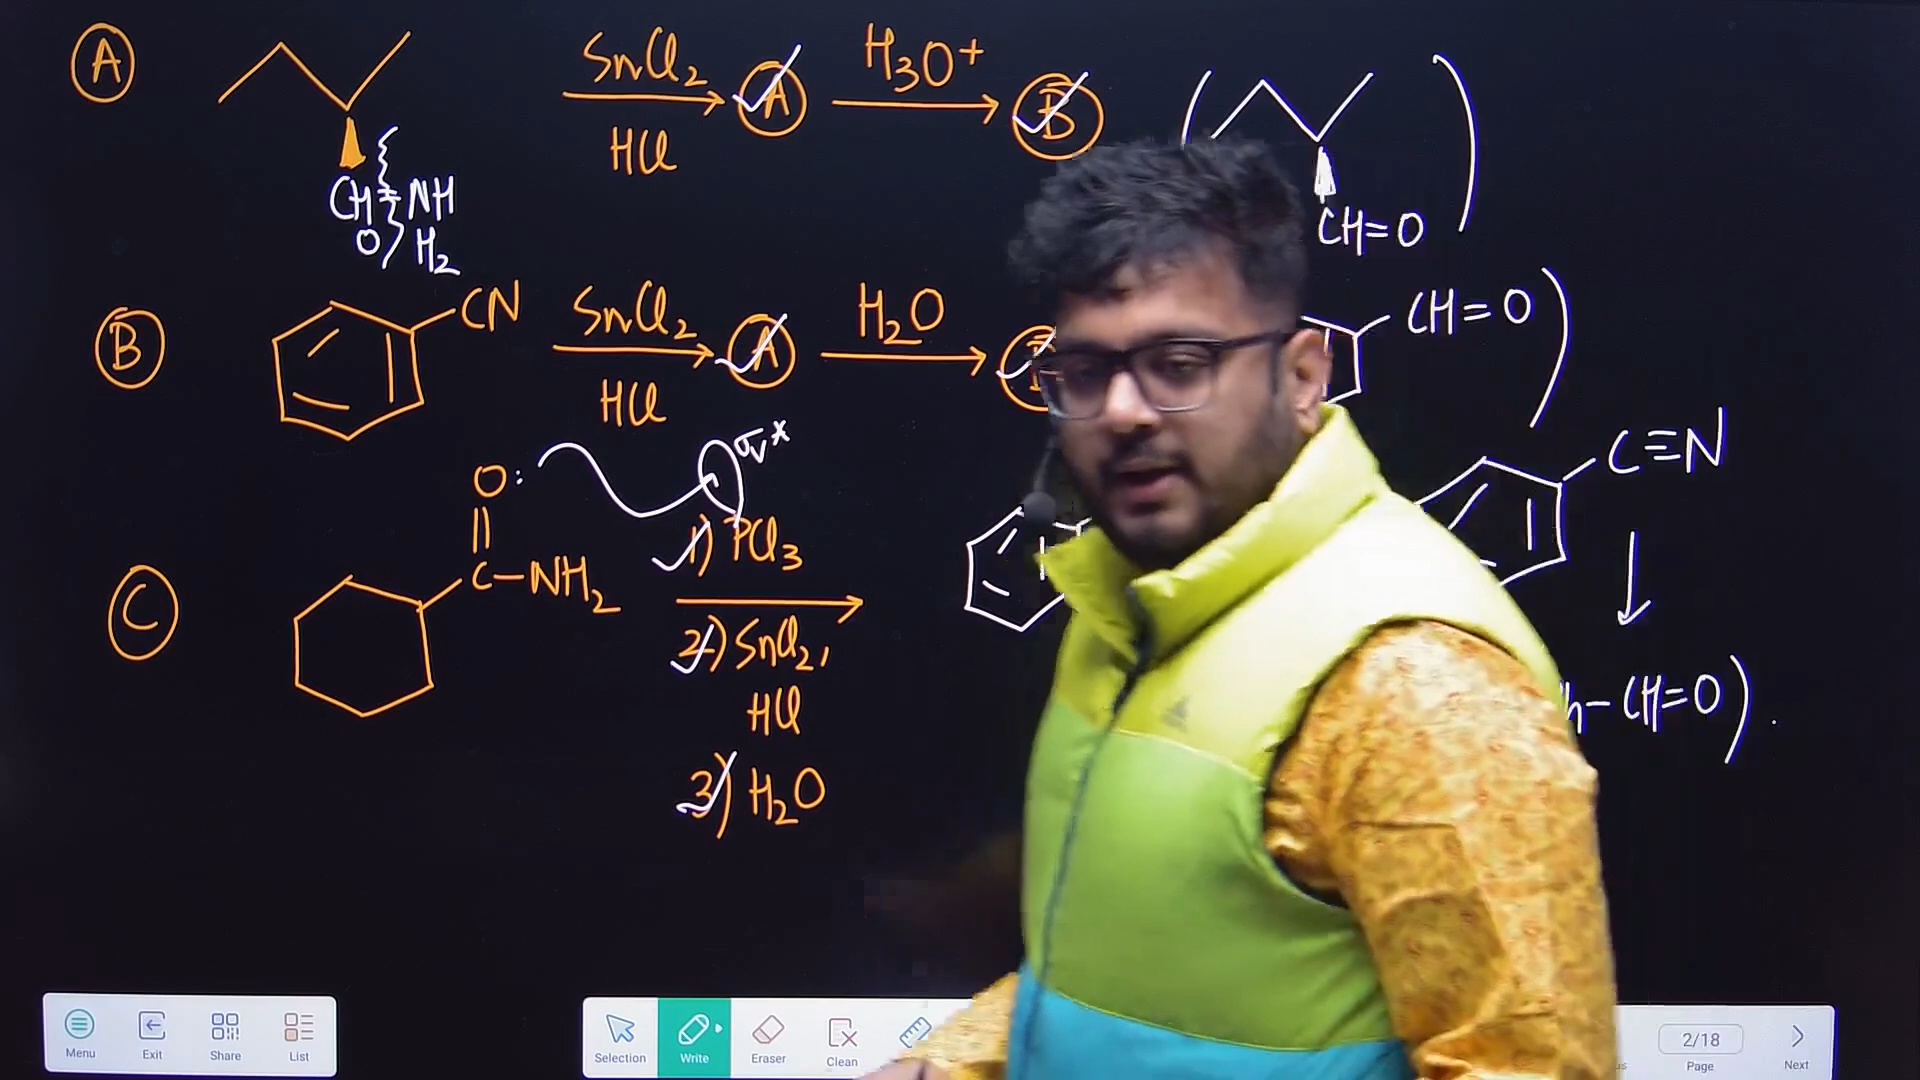 A
SnCl2
HCl
A
H3O+
B
CH=NH
O H2
CH=O
B
CN
SnCl2
HCl
A
H2O
CH=O
O:
σ*
C-NH2
C
1) PCl3
2) SnCl2,
HCl
3) H2O
C≡N
-CH=O) .
Menu
Exit
Share
List
Selection
Write
Eraser
Clean
2/18
Page
Next